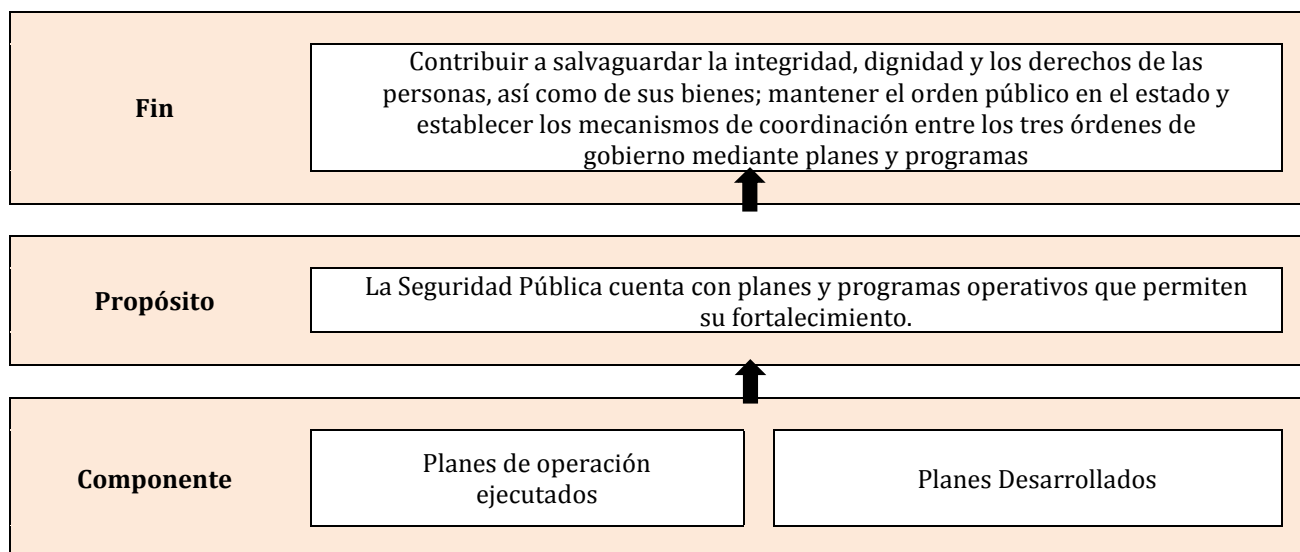 Fin
Contribuir a salvaguardar la integridad, dignidad y los derechos de las
personas, así como de sus bienes; mantener el orden público en el estado y
establecer los mecanismos de coordinación entre los tres órdenes de
gobierno mediante planes y programas
Propósito
La Seguridad Pública cuenta con planes y programas operativos que permiten
su fortalecimiento.
Componente
Planes de operación
ejecutados
Planes Desarrollados